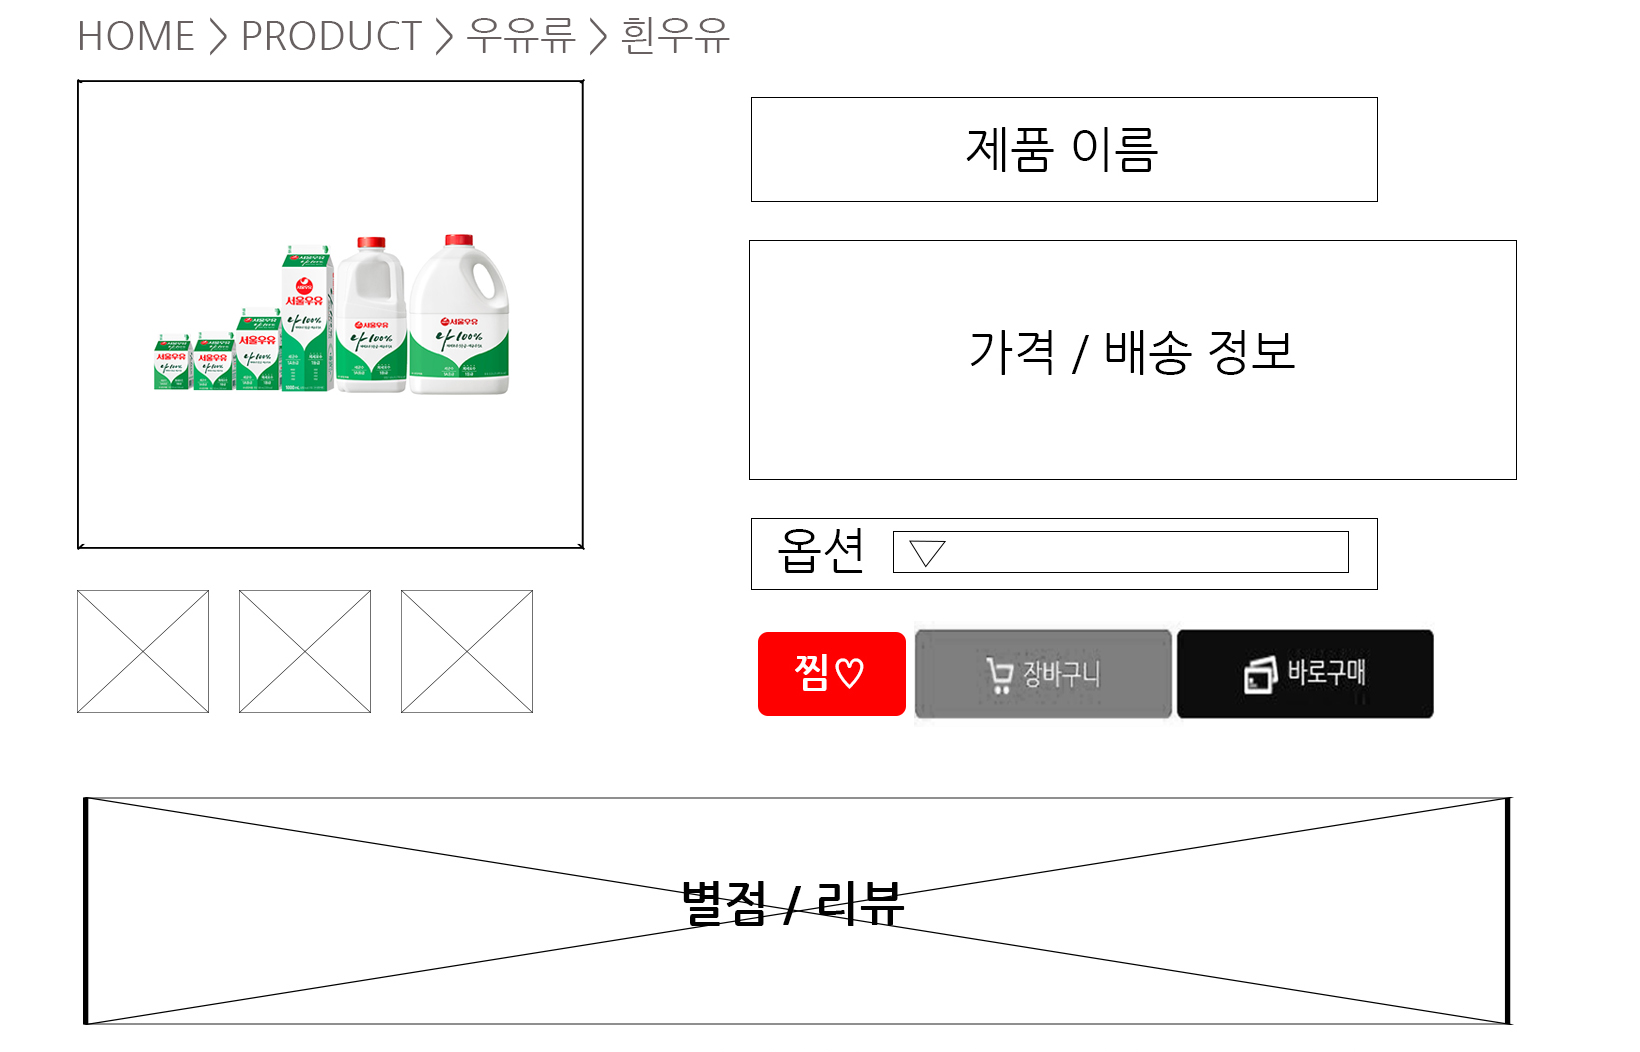 HOME > PRODUCT > 우유류 > 흰우유
서울우유
나100%
서울우유
나100%
서울우유
나100%
서울우유
나100%
서울우유
나100%
서울우유
나100%
제품 이름
가격 / 배송 정보
옵션
찜♡
장바구니
바로구매
별점 / 리뷰